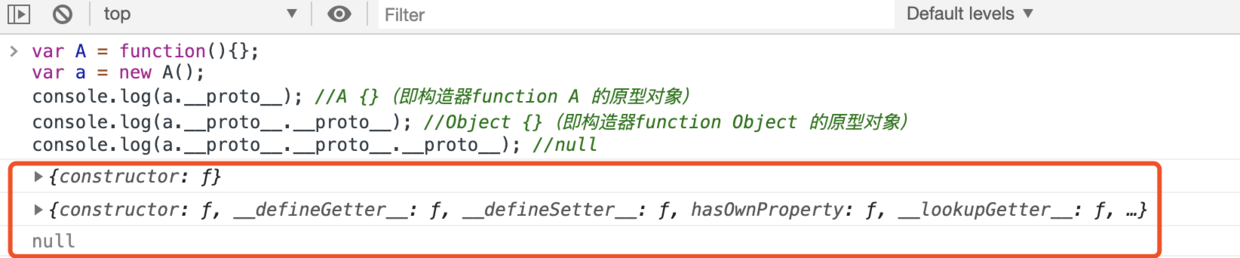 top ▼ Filter Default levels ▼
> var A = function(){};
var a = new A();
console.log(a.__proto__); //A {}（即构造器function A 的原型对象）
console.log(a.__proto__.__proto__); //Object {}（即构造器function Object 的原型对象）
console.log(a.__proto__.__proto__.__proto__); //null
▶{constructor: ƒ}
▶{constructor: ƒ, __defineGetter__: ƒ, __defineSetter__: ƒ, hasOwnProperty: ƒ, __lookupGetter__: ƒ, …}
null